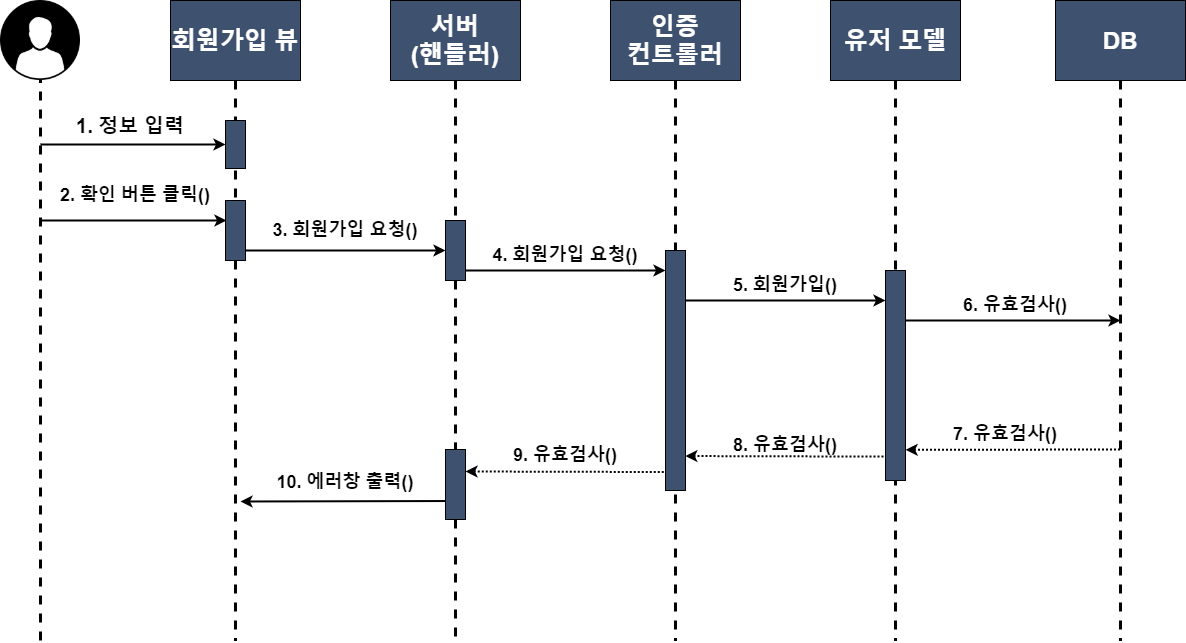 회원가입 뷰
서버
(핸들러)
인증
컨트롤러
유저 모델
DB
1. 정보 입력
2. 확인 버튼 클릭()
3. 회원가입 요청()
4. 회원가입 요청()
5. 회원가입()
6. 유효검사()
7. 유효검사()
8. 유효검사()
9. 유효검사()
10. 에러창 출력()